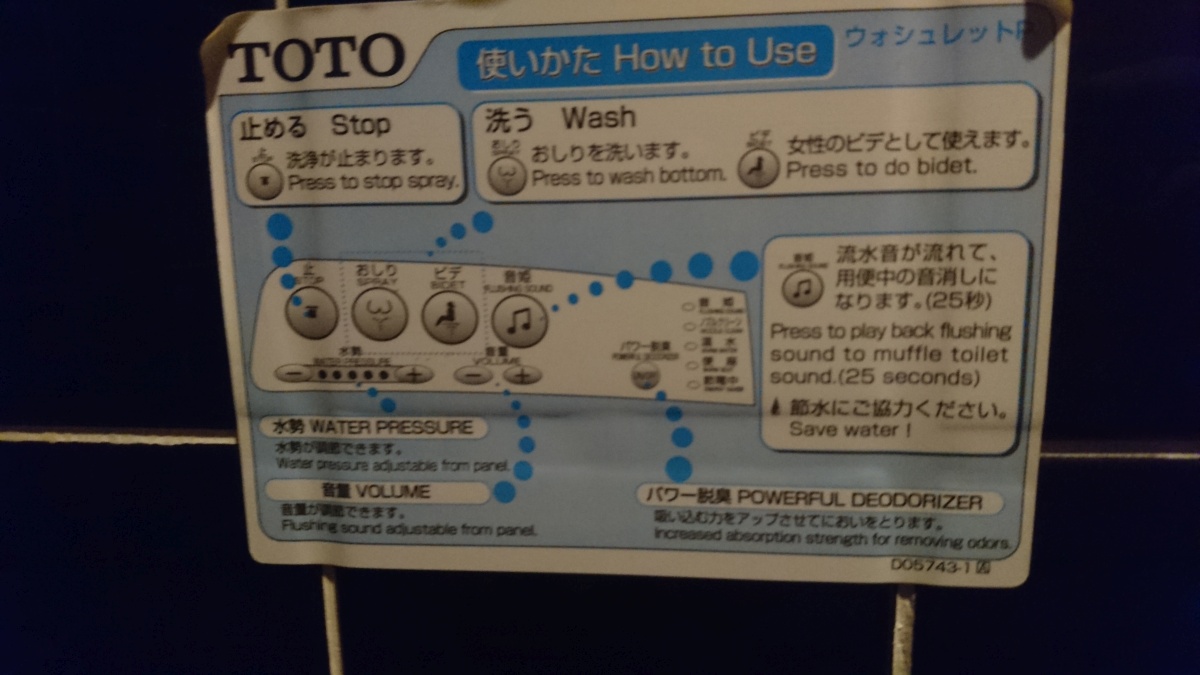 TOTO
使いかた How to Use
ウォシュレットP
止める Stop
洗浄が止まります。
Press to stop spray.
洗う Wash
おしりを洗います。
Press to wash bottom.
女性のビデとして使えます。
Press to do bidet.
止
STOP
おしり
SPRAY
ビデ
BIDET
音姫
FLUSHING SOUND
水勢
WATER PRESSURE
音量
VOLUME
パワー脱臭
POWERFUL DEODORIZER
音姫
流水音が流れて、
用便中の音消しに
なります。(25秒)
Press to play back flushing
sound to muffle toilet
sound.(25 seconds)
節水にご協力ください。
Save water !
水勢 WATER PRESSURE
水勢が調節できます。
Water pressure adjustable from panel.
音量 VOLUME
音量が調節できます。
Flushing sound adjustable from panel.
パワー脱臭 POWERFUL DEODORIZER
吸い込む力をアップさせてにおいをとります。
Increased absorption strength for removing odors.
D05743-1